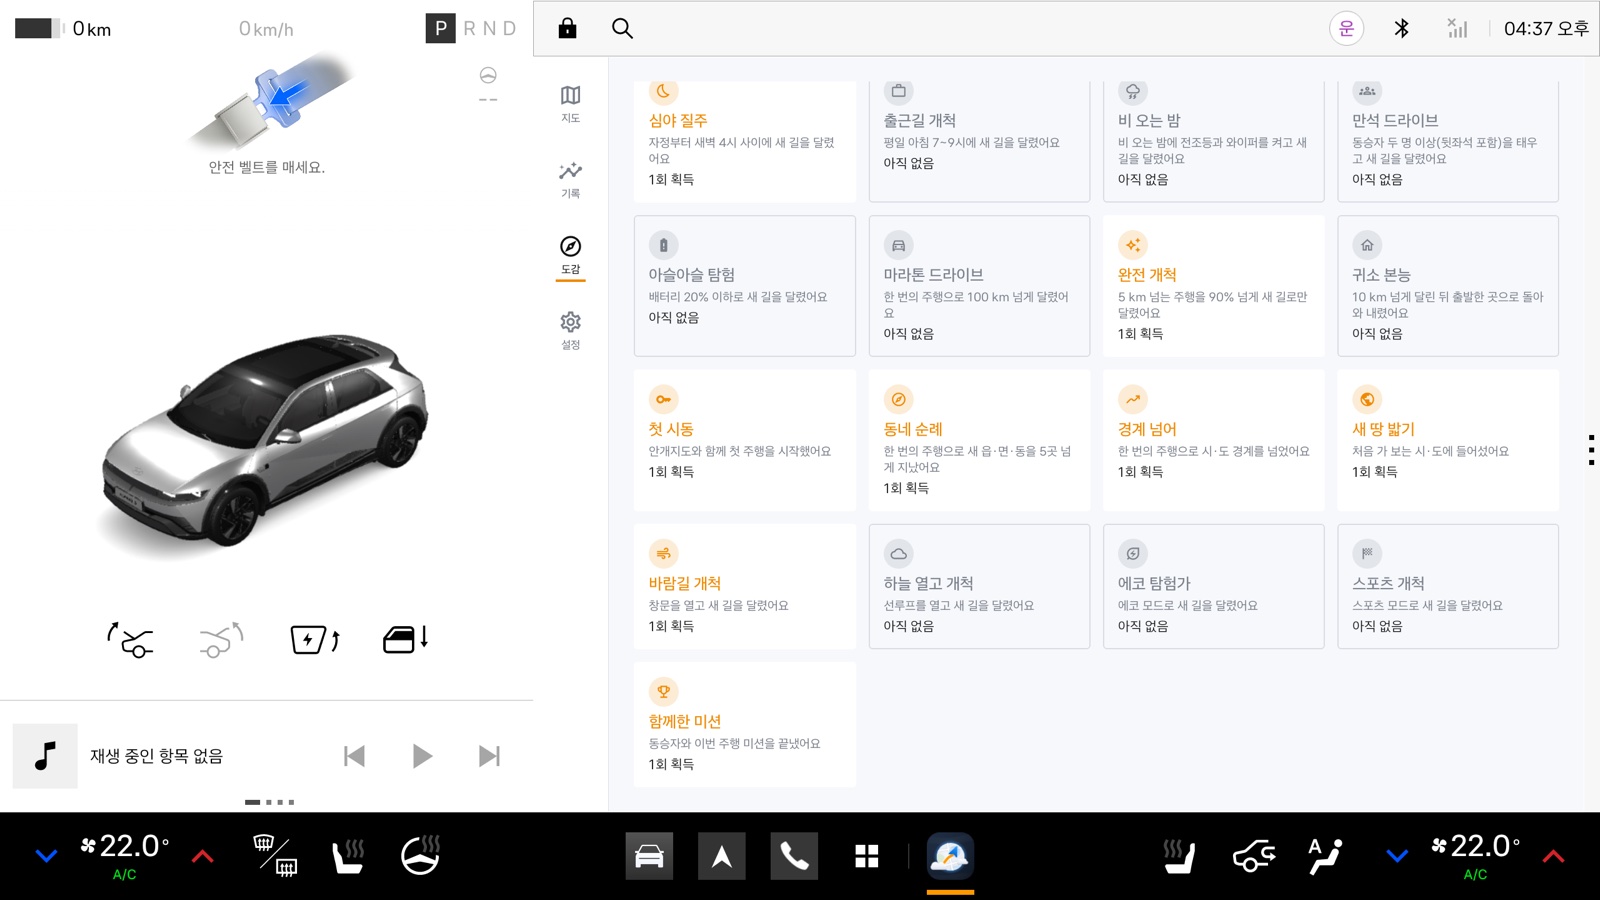 0 km
0 km/h
P R N D
운
04:37 오후
안전 벨트를 매세요.
--
지도
기록
도감
설정
심야 질주
자정부터 새벽 4시 사이에 새 길을 달렸
어요
1회 획득
출근길 개척
평일 아침 7~9시에 새 길을 달렸어요
아직 없음
비 오는 밤
비 오는 밤에 전조등과 와이퍼를 켜고 새
길을 달렸어요
아직 없음
만석 드라이브
동승자 두 명 이상(뒷좌석 포함)을 태우
고 새 길을 달렸어요
아직 없음
아슬아슬 탐험
배터리 20% 이하로 새 길을 달렸어요
아직 없음
마라톤 드라이브
한 번의 주행으로 100 km 넘게 달렸어
요
아직 없음
완전 개척
5 km 넘는 주행을 90% 넘게 새 길로만
달렸어요
1회 획득
귀소 본능
10 km 넘게 달린 뒤 출발한 곳으로 돌아
와 내렸어요
아직 없음
첫 시동
안개지도와 함께 첫 주행을 시작했어요
1회 획득
동네 순례
한 번의 주행으로 새 읍·면·동을 5곳 넘
게 지났어요
1회 획득
경계 넘어
한 번의 주행으로 시·도 경계를 넘었어요
1회 획득
새 땅 밟기
처음 가 보는 시·도에 들어섰어요
1회 획득
바람길 개척
창문을 열고 새 길을 달렸어요
1회 획득
하늘 열고 개척
선루프를 열고 새 길을 달렸어요
아직 없음
에코 탐험가
에코 모드로 새 길을 달렸어요
아직 없음
스포츠 개척
스포츠 모드로 새 길을 달렸어요
아직 없음
함께한 미션
동승자와 이번 주행 미션을 끝냈어요
1회 획득
재생 중인 항목 없음
22.0°
A/C
A
22.0°
A/C